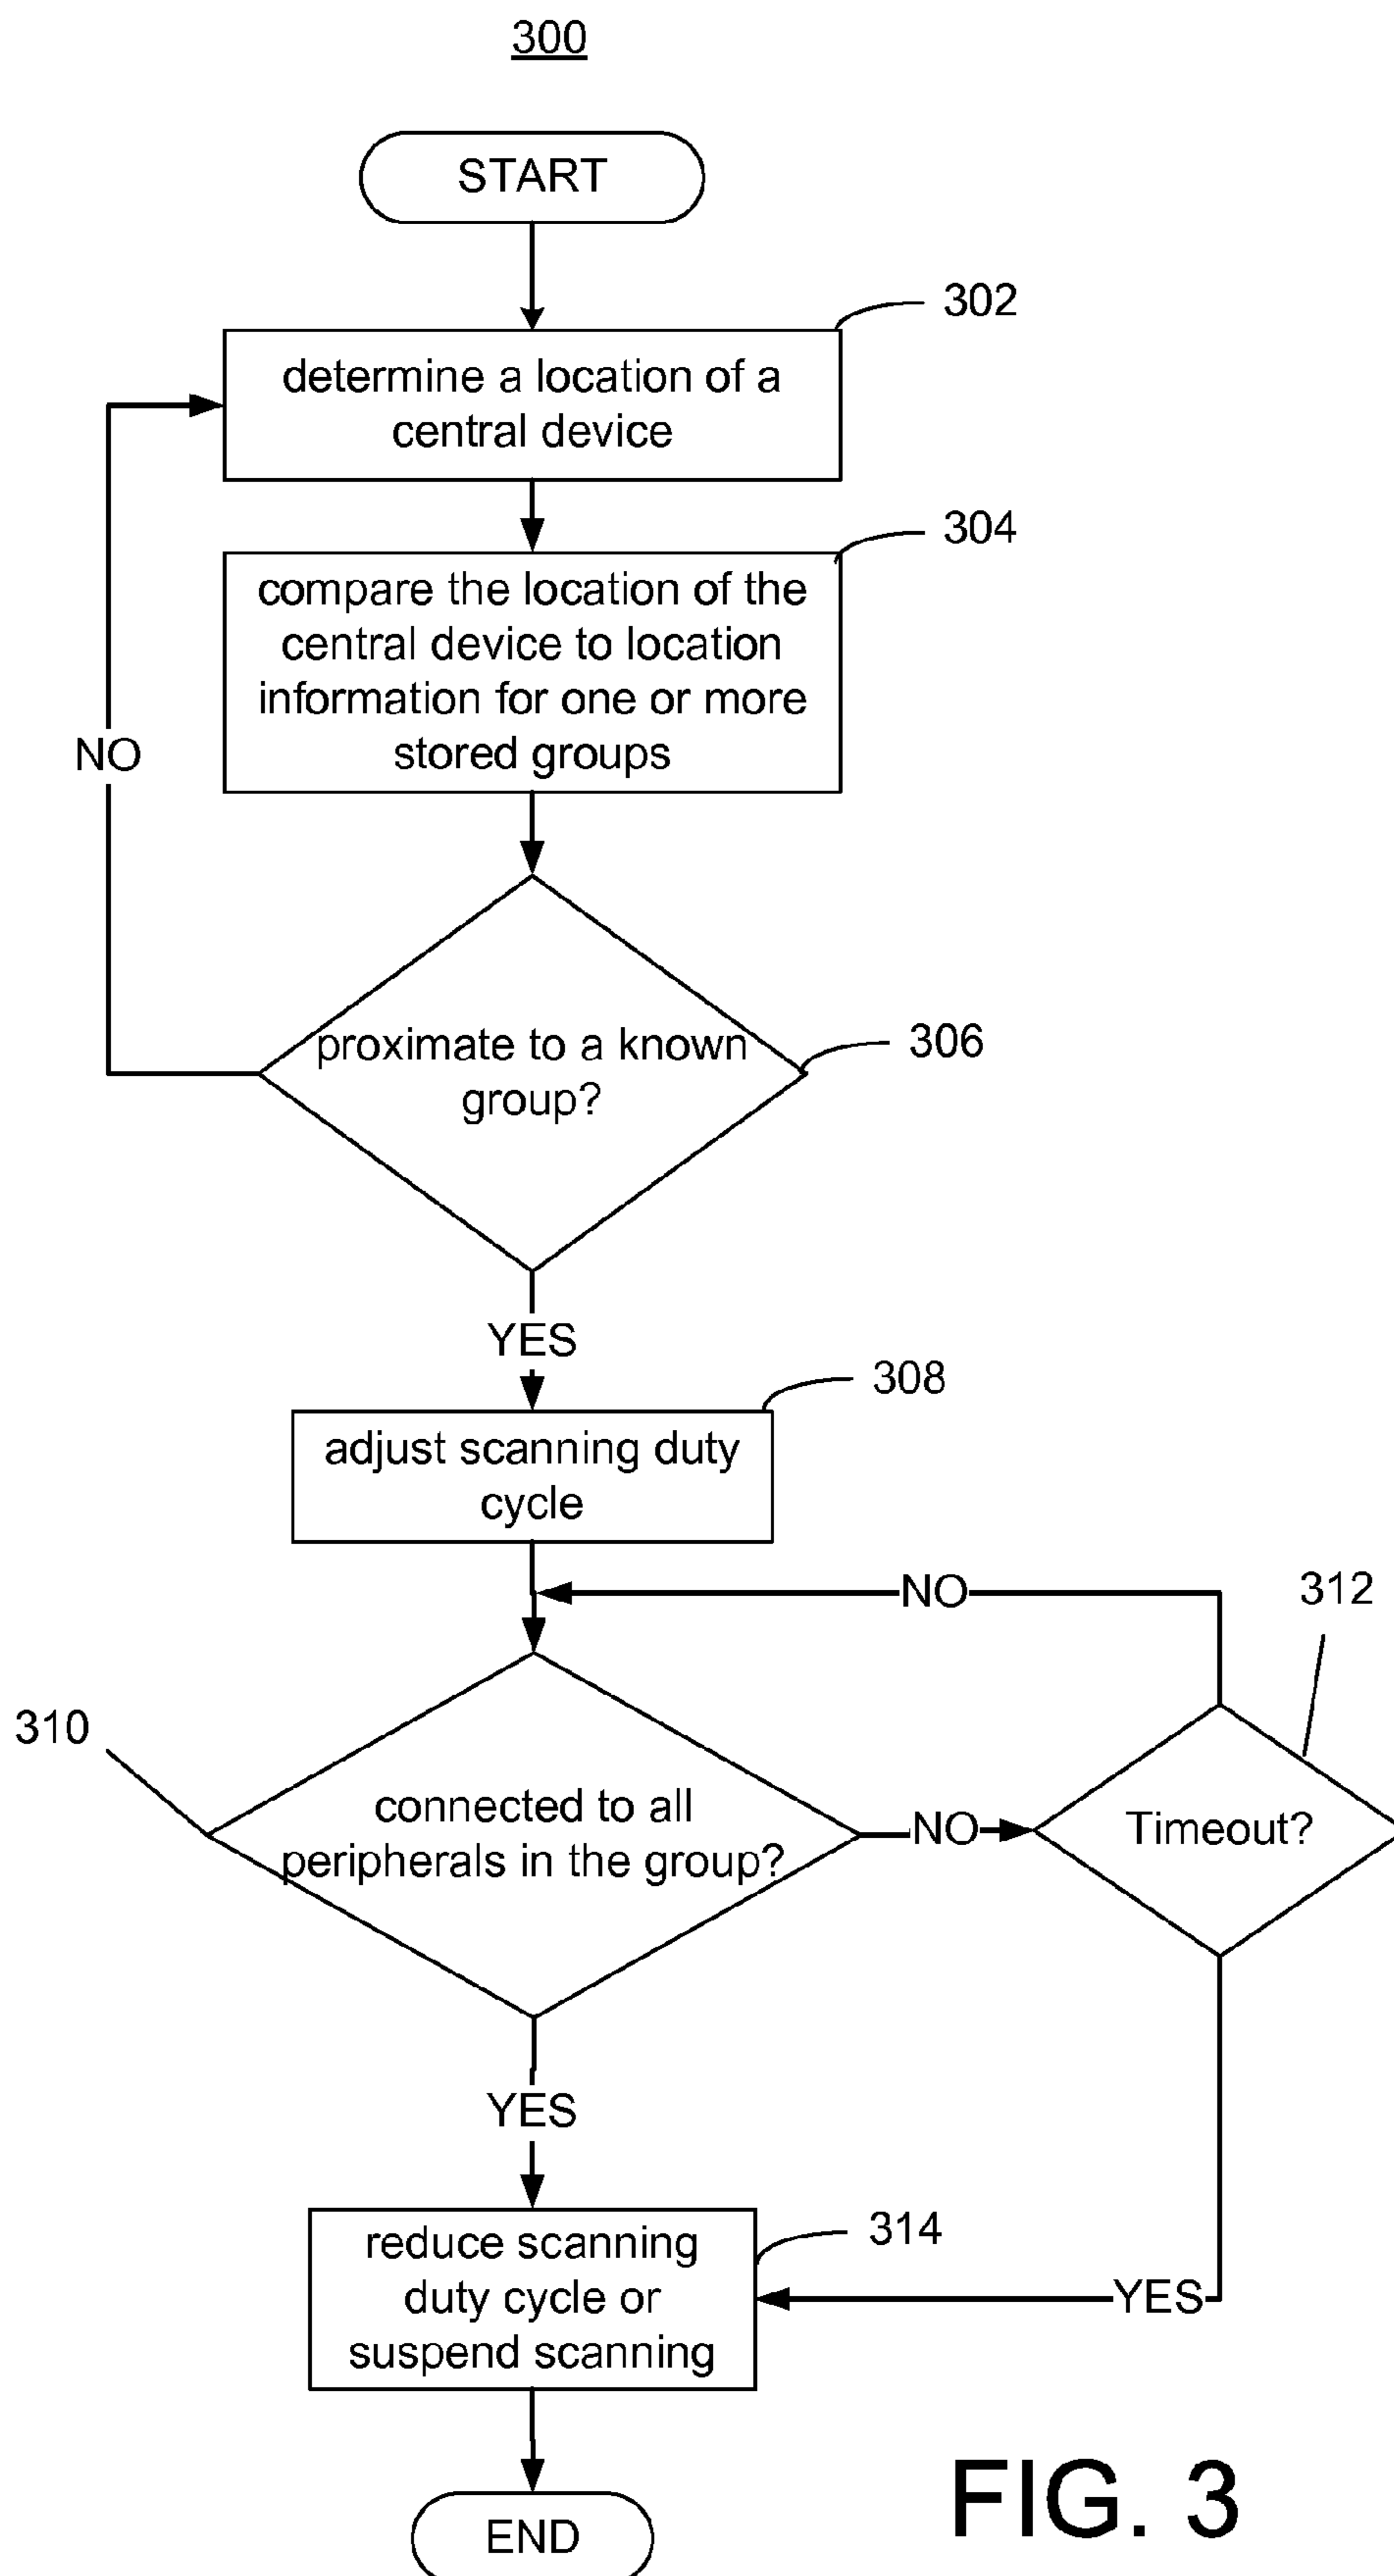 300
START
302
determine a location of a
central device
304
compare the location of the
central device to location
information for one or more
stored groups
NO
proximate to a known
group?
306
YES
308
adjust scanning duty
cycle
NO
312
310
connected to all
peripherals in the group?
NO
Timeout?
YES
reduce scanning
duty cycle or
suspend scanning
314
YES
END
FIG. 3